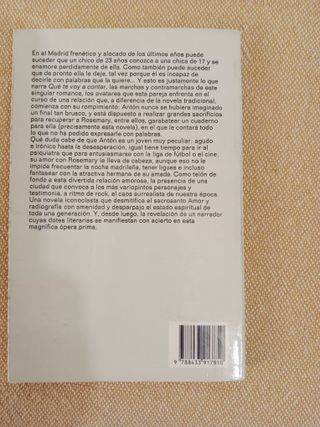 En el Madrid frenético y alocado de los últimos años puede
suceder que un chico de 23 años conozca a una chica de 17 y se
enamore perdidamente de ella. Como también puede suceder
que de pronto ella le deje, tal vez porque él es incapaz de
decirle con palabras que la quiere... Y esto es justamente lo que
narra Qué te voy a contar, las marchas y contramarchas de este
singular romance, los avatares que esta pareja enfrenta en el
curso de una relación que, a diferencia de la novela tradicional,
comienza con su rompimiento: Antón nunca se hubiera imaginado
un final tan brusco, y está dispuesto a realizar grandes sacrificios
para recuperar a Rosemary, entre ellos, garabatear un cuaderno
para ella (precisamente esta novela), en el que le contará todo
lo que no ha podido expresarle con palabras.
Qué duda cabe de que Antón es un joven muy peculiar: agudo
e irónico hasta la desesperación, igual tiene tiempo para ir al
psiquiatra que para entusiasmarse con la liga de fútbol o el cine;
su amor con Rosemary le lleva de cabeza, aunque eso no le
impida frecuentar la noche madrileña, tener ligues e incluso
fantasear con la atractiva hermana de su amada. Como telón de
fondo a esta divertida relación amorosa, la presencia de una
ciudad que convoca a los más variopintos personajes y
testimonia, a ritmo de rock, el caos surrealista de nuestra época.
Una novela iconoclasta que desmitifica el sacrosanto Amor y
radiografía con amenidad y desparpajo el estado espiritual de
toda una generación. Y, desde luego, la revelación de un narrador
cuyas dotes literarias se manifiestan con acierto en esta
magnífica ópera prima.
9 788433 917850